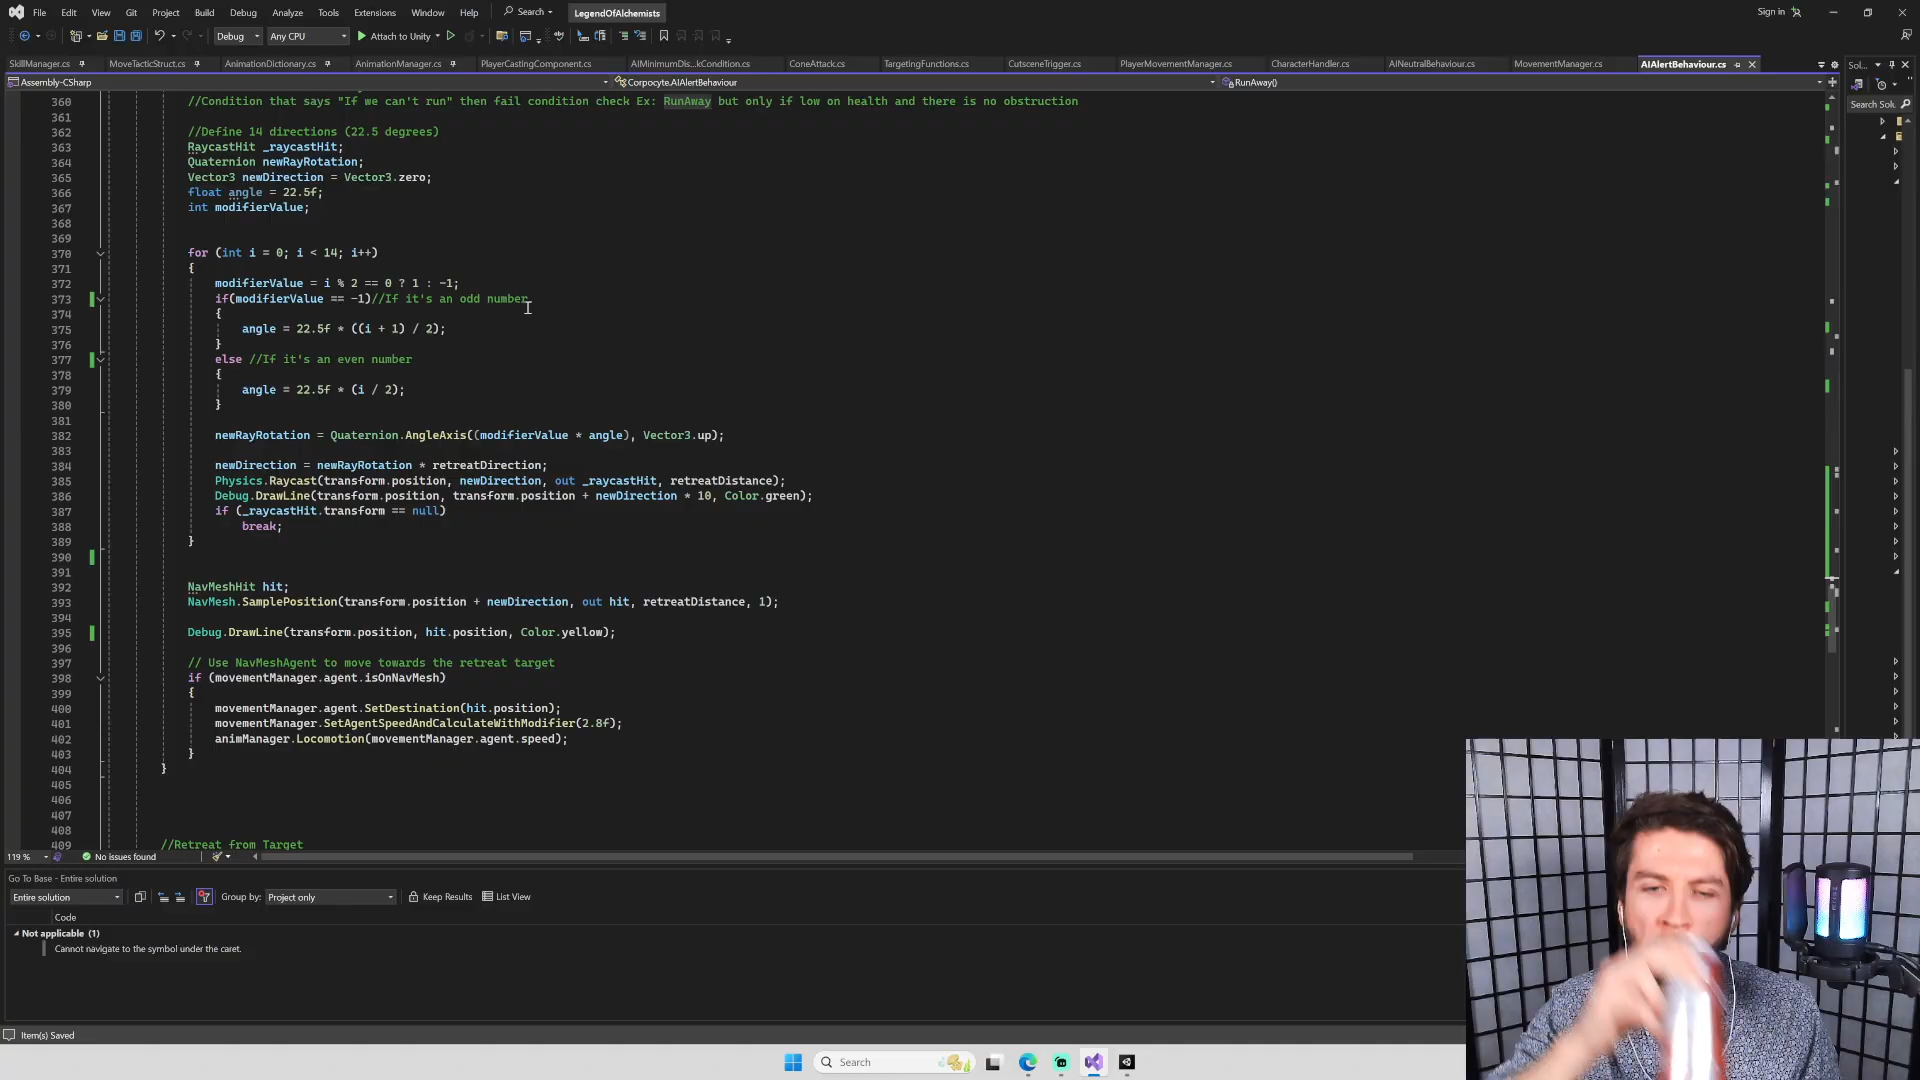 File Edit View Git Project Build Debug Analyze Tools Extensions Window Help Search LegendOfAlchemists Sign in
Debug Any CPU Attach to Unity
SkillManager.cs MoveTacticStruct.cs AnimationDictionary.cs AnimationManager.cs PlayerCastingComponent.cs AIMinimumDis...kCondition.cs ConeAttack.cs TargetingFunctions.cs CutsceneTrigger.cs PlayerMovementManager.cs CharacterHandler.cs AINeutralBehaviour.cs MovementManager.cs AIAlertBehaviour.cs Sol...
Assembly-CSharp Corpocyte.AIAlertBehaviour RunAway()
Search Solu
360 //Condition that says "If we can't run" then fail condition check Ex: RunAway but only if low on health and there is no obstruction
361
362 //Define 14 directions (22.5 degrees)
363 RaycastHit _raycastHit;
364 Quaternion newRayRotation;
365 Vector3 newDirection = Vector3.zero;
366 float angle = 22.5f;
367 int modifierValue;
368
369
370 for (int i = 0; i < 14; i++)
371 {
372 modifierValue = i % 2 == 0 ? 1 : -1;
373 if(modifierValue == -1)//If it's an odd number
374 {
375 angle = 22.5f * ((i + 1) / 2);
376 }
377 else //If it's an even number
378 {
379 angle = 22.5f * (i / 2);
380 }
381
382 newRayRotation = Quaternion.AngleAxis((modifierValue * angle), Vector3.up);
383
384 newDirection = newRayRotation * retreatDirection;
385 Physics.Raycast(transform.position, newDirection, out _raycastHit, retreatDistance);
386 Debug.DrawLine(transform.position, transform.position + newDirection * 10, Color.green);
387 if (_raycastHit.transform == null)
388 break;
389 }
390
391
392 NavMeshHit hit;
393 NavMesh.SamplePosition(transform.position + newDirection, out hit, retreatDistance, 1);
394
395 Debug.DrawLine(transform.position, hit.position, Color.yellow);
396
397 // Use NavMeshAgent to move towards the retreat target
398 if (movementManager.agent.isOnNavMesh)
399 {
400 movementManager.agent.SetDestination(hit.position);
401 movementManager.SetAgentSpeedAndCalculateWithModifier(2.8f);
402 animManager.Locomotion(movementManager.agent.speed);
403 }
404 }
405
406
407
408
409 //Retreat from Target
119 % No issues found
Go To Base - Entire solution
Entire solution Group by: Project only Keep Results List View
Code
Not applicable (1)
Cannot navigate to the symbol under the caret.
Item(s) Saved
Search